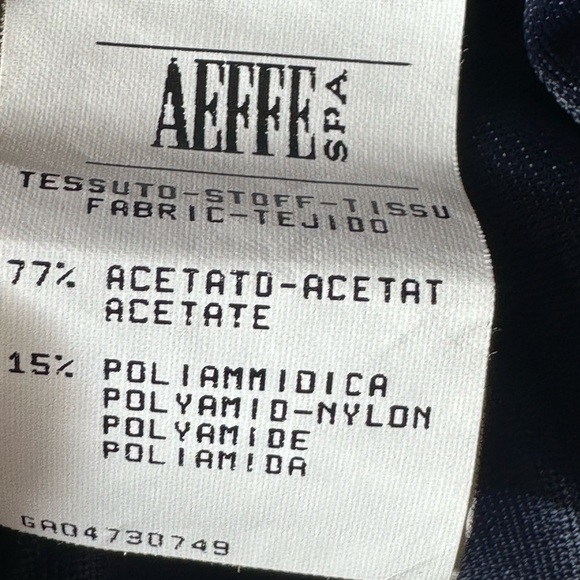 AEFFE SPA
TESSUTO-STOFF-TISSU
FABRIC-TEJIDO
77% ACETATO-ACETAT
ACETATE
15% POLIAMMIDICA
POLYAMID-NYLON
POLYAMIDE
POLIAMIDA
GA04730749